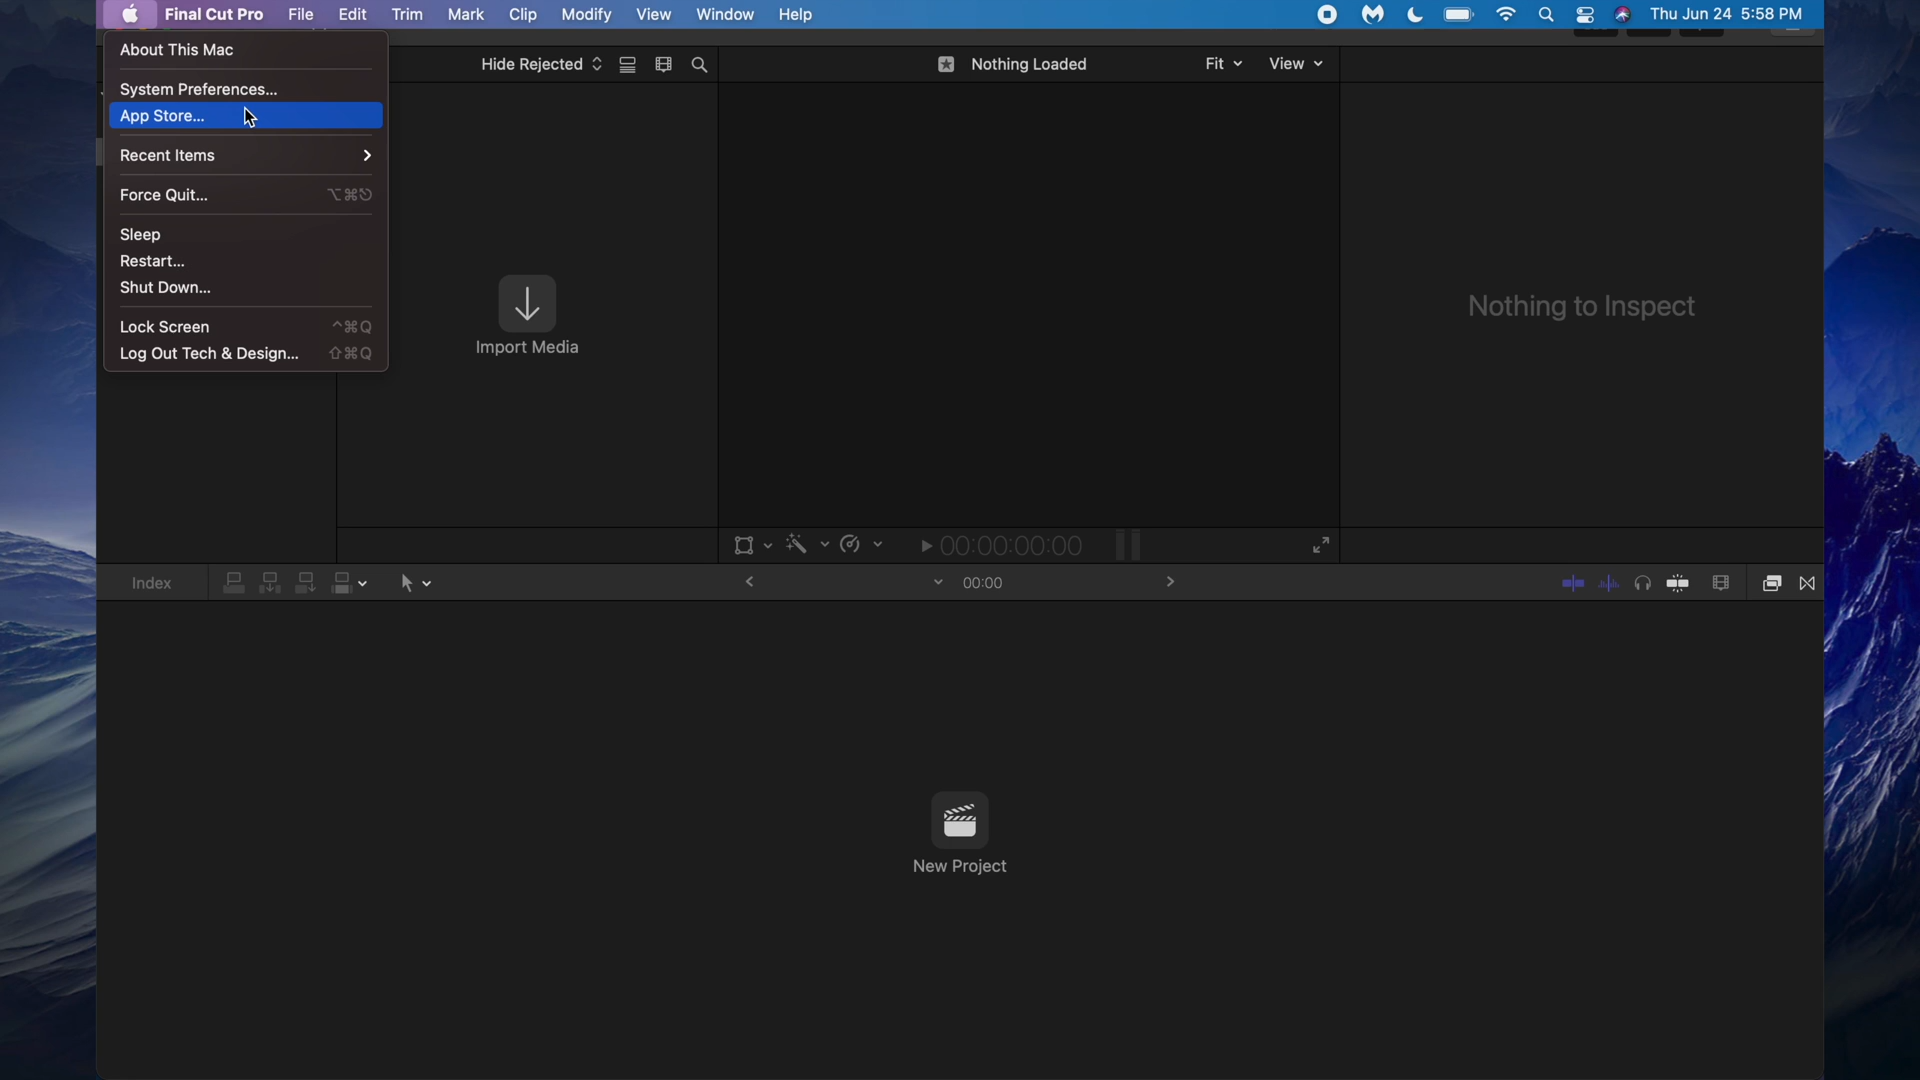 Final Cut Pro File Edit Trim Mark Clip Modify View Window Help Thu Jun 24 5:58 PM
About This Mac
System Preferences...
App Store...
Recent Items
Force Quit... ⌥⌘⎋
Sleep
Restart...
Shut Down...
Lock Screen ^⌘Q
Log Out Tech & Design... ⇧⌘Q
Hide Rejected
Nothing Loaded
Fit View
Import Media
Nothing to Inspect
00:00:00:00
Index
00:00
New Project